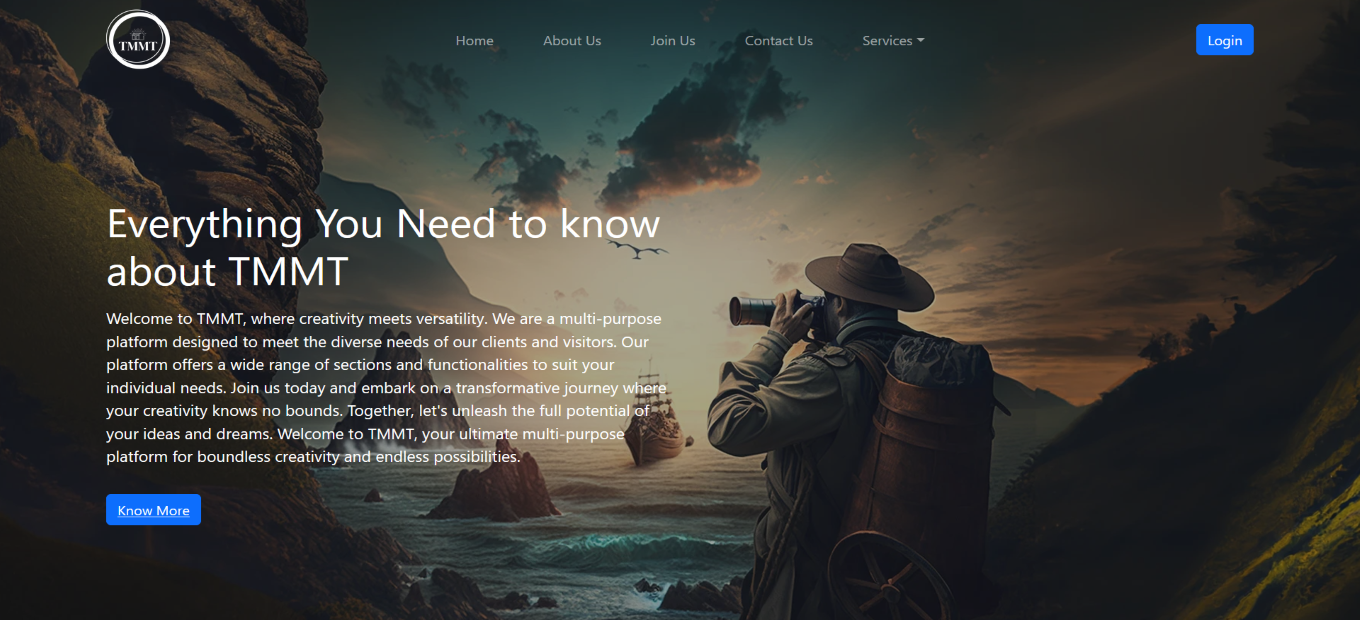 TMMT
Home
About Us
Join Us
Contact Us
Services
Login
Everything You Need to know
about TMMT
Welcome to TMMT, where creativity meets versatility. We are a multi-purpose
platform designed to meet the diverse needs of our clients and visitors. Our
platform offers a wide range of sections and functionalities to suit your
individual needs. Join us today and embark on a transformative journey where
your creativity knows no bounds. Together, let's unleash the full potential of
your ideas and dreams. Welcome to TMMT, your ultimate multi-purpose
platform for boundless creativity and endless possibilities.
Know More